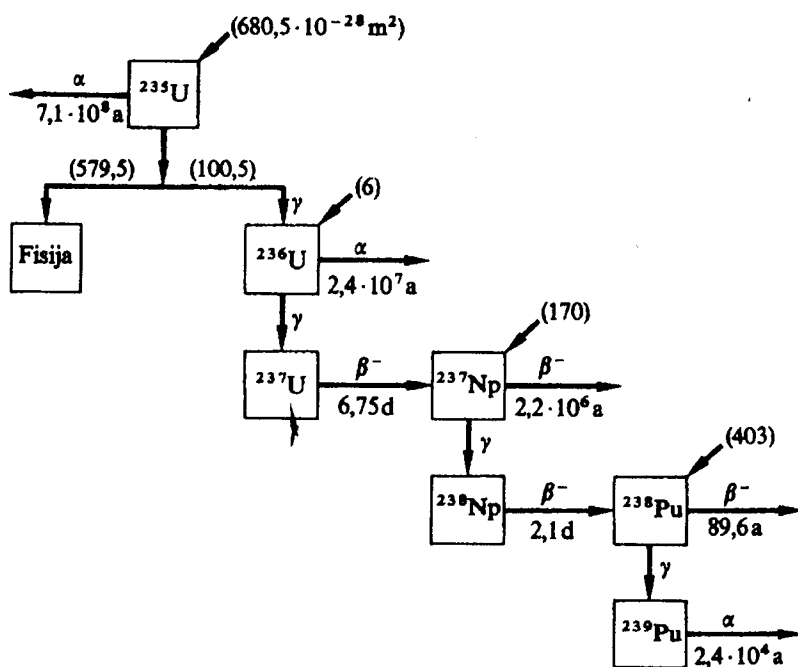 (680,5 · 10⁻²⁸ m²)
α
²³⁵U
7,1 · 10⁸ a
(579,5) (100,5)
γ
(6)
Fisija
²³⁶U
α
2,4 · 10⁷ a
γ
(170)
²³⁷U
β⁻
6,75 d
²³⁷Np
β⁻
2,2 · 10⁶ a
γ
(403)
²³⁸Np
β⁻
2,1 d
²³⁸Pu
β⁻
89,6 a
γ
²³⁹Pu
α
2,4 · 10⁴ a